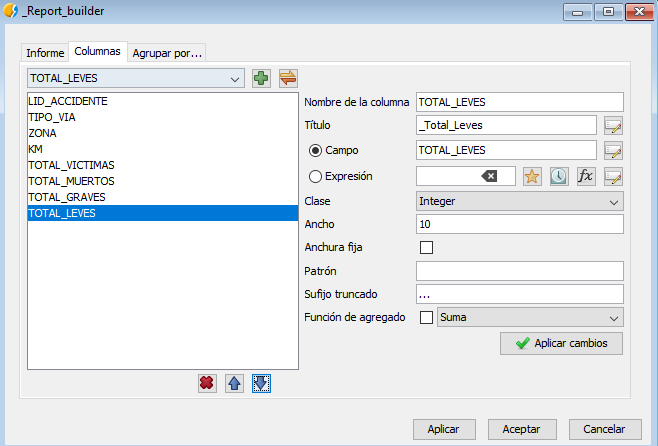 _Report_builder
Informe Columnas Agrupar por...
TOTAL_LEVES
LID_ACCIDENTE
TIPO_VIA
ZONA
KM
TOTAL_VICTIMAS
TOTAL_MUERTOS
TOTAL_GRAVES
TOTAL_LEVES
Nombre de la columna TOTAL_LEVES
Título _Total_Leves
Campo TOTAL_LEVES
Expresión fx
Clase Integer
Ancho 10
Anchura fija
Patrón
Sufijo truncado ...
Función de agregado Suma
Aplicar cambios
Aplicar Aceptar Cancelar